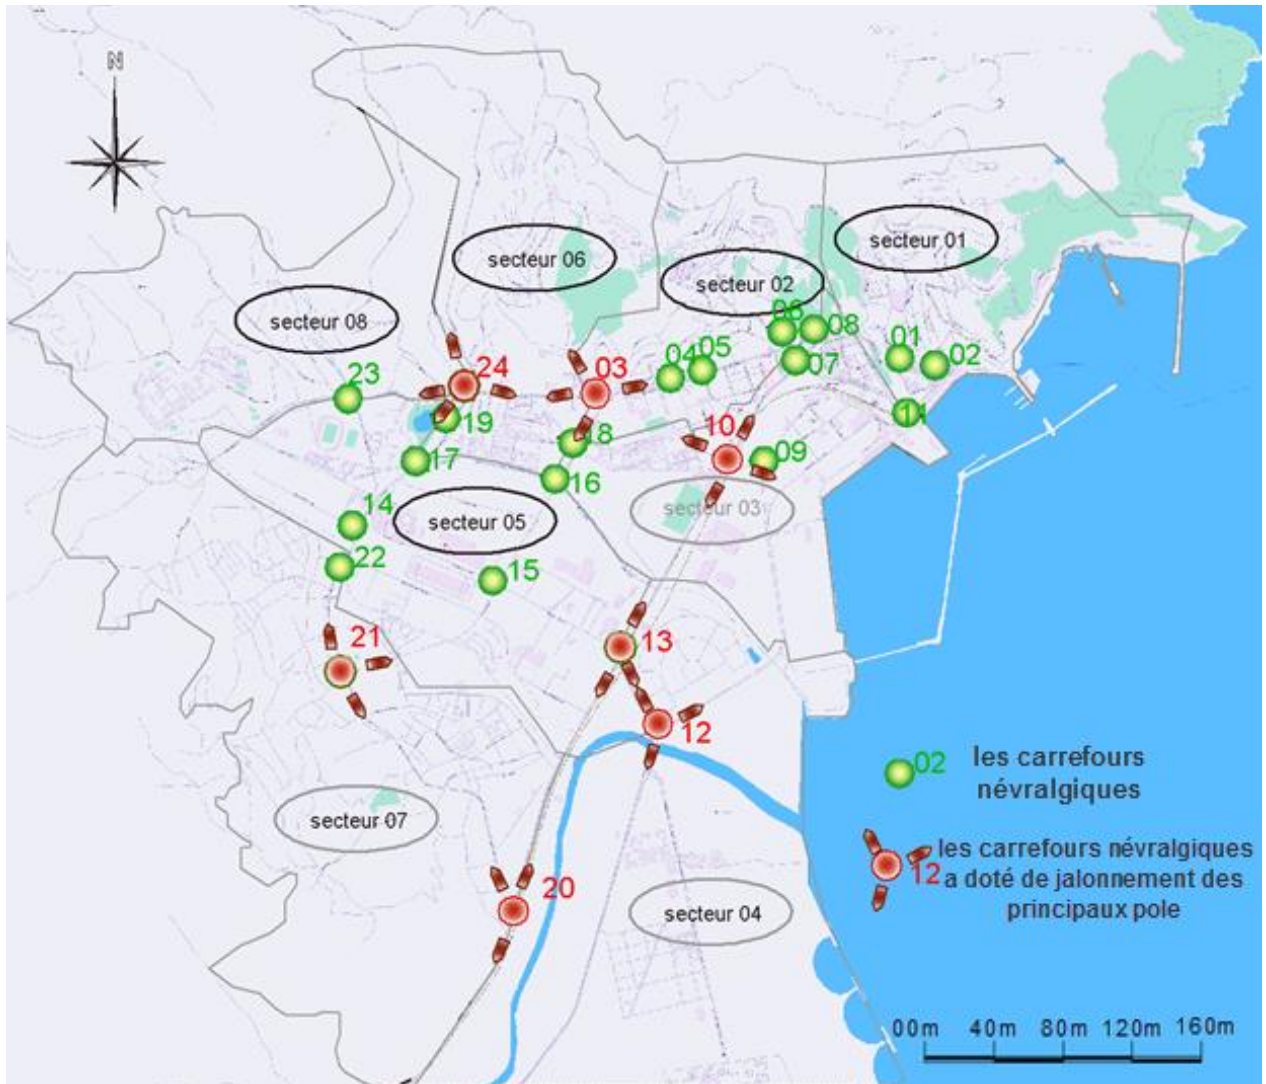 N
secteur 01
secteur 06
secteur 02
secteur 08
06
08
01
02
04
05
07
24
03
23
19
11
10
18
09
17
16
secteur 03
14
secteur 05
22
15
21
13
12
02
les carrefours
névralgiques
secteur 07
les carrefours névralgiques
12
a doté de jalonnement des
principaux pole
20
secteur 04
00m 40m 80m 120m 160m